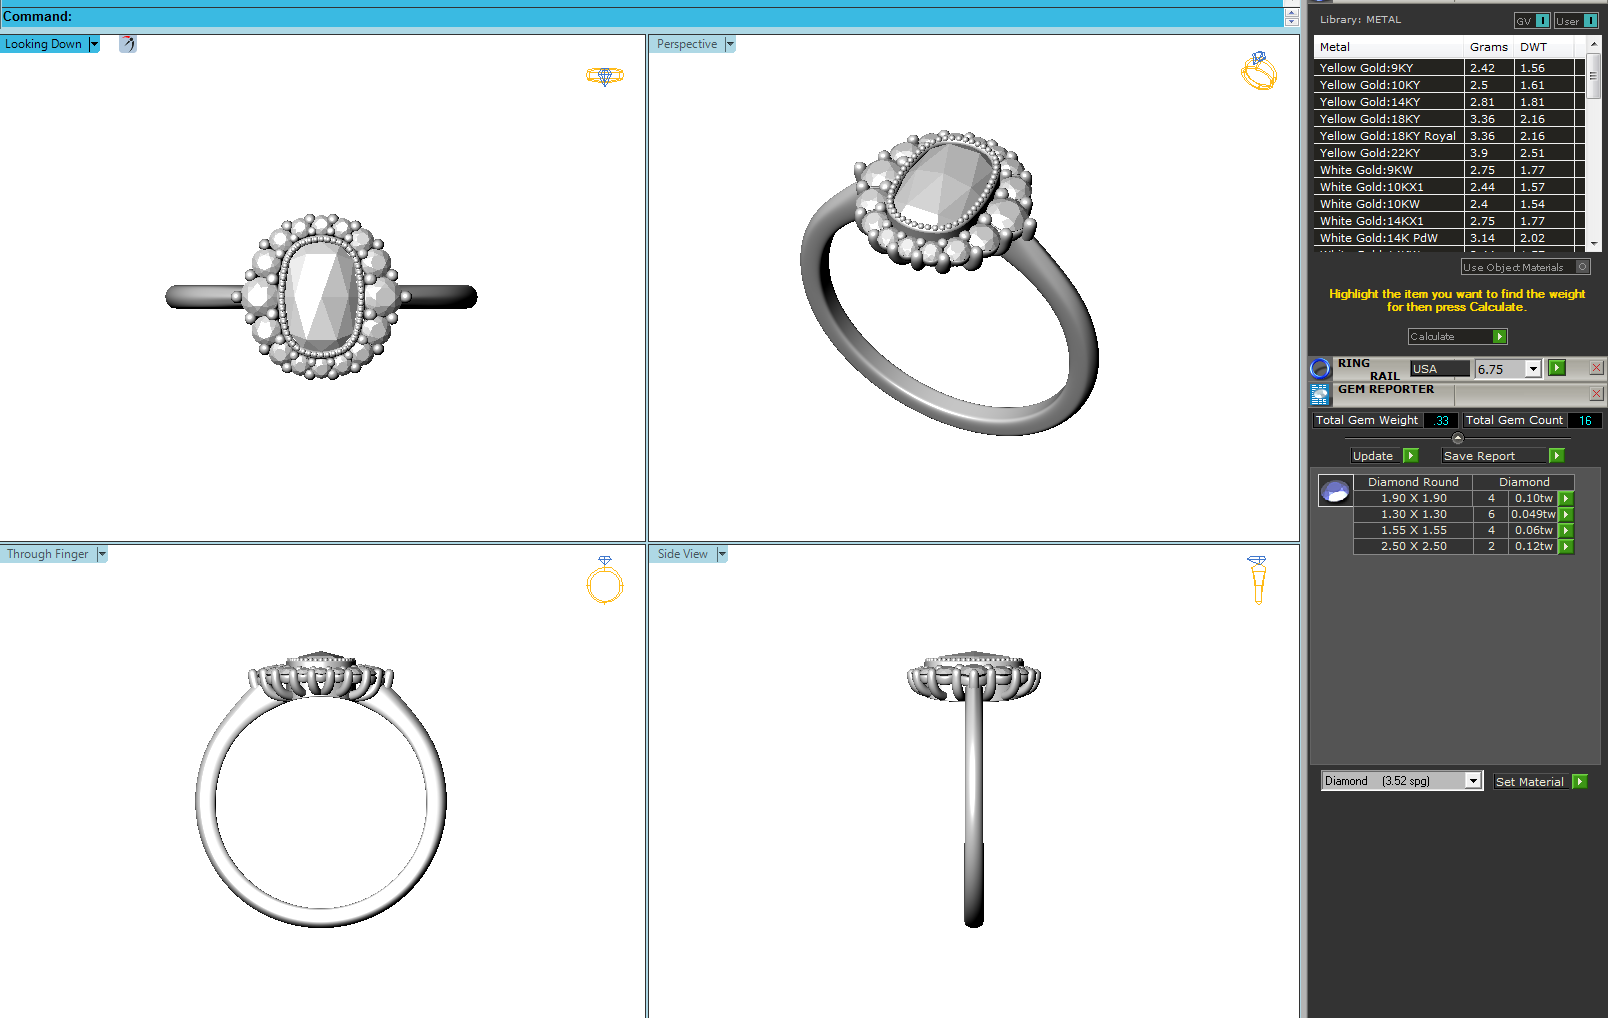 Command:
Looking Down
Perspective
Through Finger
Side View
Library: METAL
GV I User I
Metal Grams DWT
Yellow Gold:9KY 2.42 1.56
Yellow Gold:10KY 2.5 1.61
Yellow Gold:14KY 2.81 1.81
Yellow Gold:18KY 3.36 2.16
Yellow Gold:18KY Royal 3.36 2.16
Yellow Gold:22KY 3.9 2.51
White Gold:9KW 2.75 1.77
White Gold:10KX1 2.44 1.57
White Gold:10KW 2.4 1.54
White Gold:14KX1 2.75 1.77
White Gold:14K PdW 3.14 2.02
Use Object Materials
Highlight the item you want to find the weight
for then press Calculate.
Calculate
RING
RAIL USA 6.75
GEM REPORTER
Total Gem Weight .33 Total Gem Count 16
Update Save Report
Diamond Round Diamond
1.90 X 1.90 4 0.10tw
1.30 X 1.30 6 0.049tw
1.55 X 1.55 4 0.06tw
2.50 X 2.50 2 0.12tw
Diamond (3.52 spg) Set Material